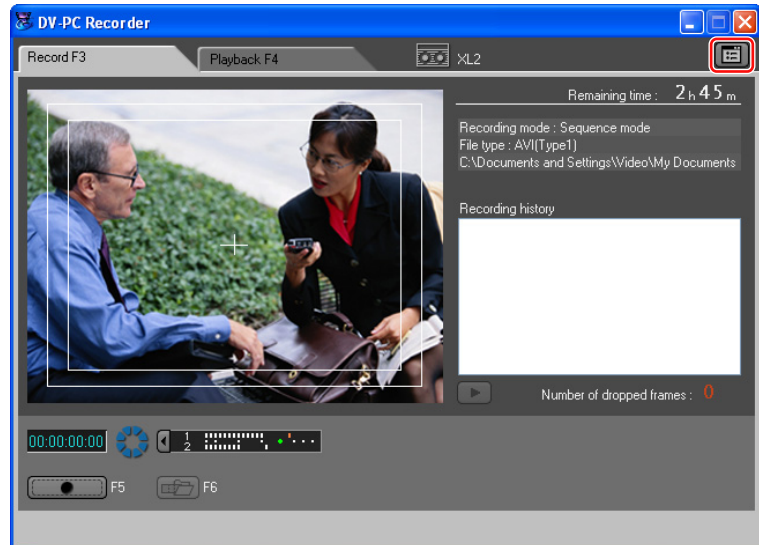 DV-PC Recorder
Record F3
Playback F4
XL2
Remaining time : 2 h 45 m
Recording mode : Sequence mode
File type : AVI(Type1)
C:\Documents and Settings\Video\My Documents
Recording history
Number of dropped frames : 0
00:00:00:00
1
2
F5
F6